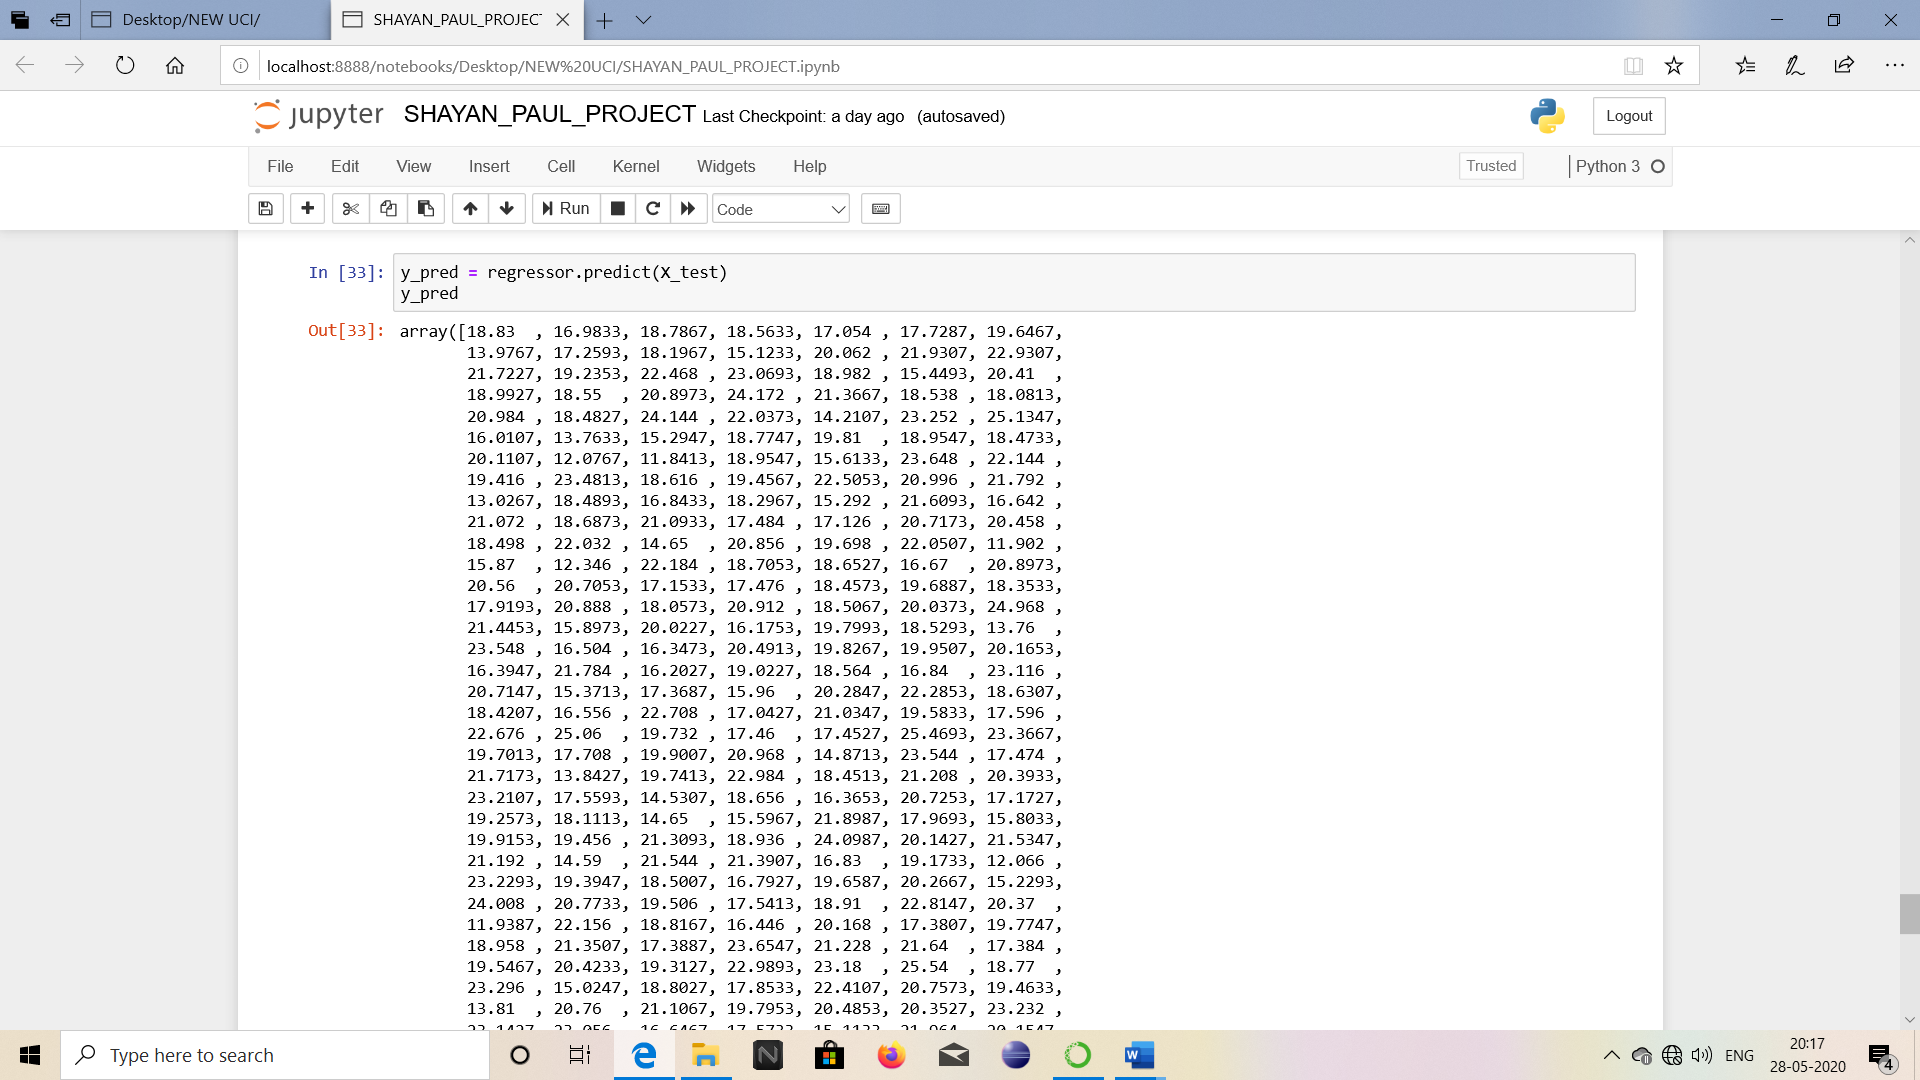 Desktop/NEW UCI/
SHAYAN_PAUL_PROJEC
localhost:8888/notebooks/Desktop/NEW%20UCI/SHAYAN_PAUL_PROJECT.ipynb
jupyter SHAYAN_PAUL_PROJECT Last Checkpoint: a day ago (autosaved)
Logout
File Edit View Insert Cell Kernel Widgets Help
Trusted Python 3
Run Code
In [33]: y_pred = regressor.predict(X_test)
y_pred
Out[33]: array([18.83  , 16.9833, 18.7867, 18.5633, 17.054 , 17.7287, 19.6467,
13.9767, 17.2593, 18.1967, 15.1233, 20.062 , 21.9307, 22.9307,
21.7227, 19.2353, 22.468 , 23.0693, 18.982 , 15.4493, 20.41  ,
18.9927, 18.55  , 20.8973, 24.172 , 21.3667, 18.538 , 18.0813,
20.984 , 18.4827, 24.144 , 22.0373, 14.2107, 23.252 , 25.1347,
16.0107, 13.7633, 15.2947, 18.7747, 19.81  , 18.9547, 18.4733,
20.1107, 12.0767, 11.8413, 18.9547, 15.6133, 23.648 , 22.144 ,
19.416 , 23.4813, 18.616 , 19.4567, 22.5053, 20.996 , 21.792 ,
13.0267, 18.4893, 16.8433, 18.2967, 15.292 , 21.6093, 16.642 ,
21.072 , 18.6873, 21.0933, 17.484 , 17.126 , 20.7173, 20.458 ,
18.498 , 22.032 , 14.65  , 20.856 , 19.698 , 22.0507, 11.902 ,
15.87  , 12.346 , 22.184 , 18.7053, 18.6527, 16.67  , 20.8973,
20.56  , 20.7053, 17.1533, 17.476 , 18.4573, 19.6887, 18.3533,
17.9193, 20.888 , 18.0573, 20.912 , 18.5067, 20.0373, 24.968 ,
21.4453, 15.8973, 20.0227, 16.1753, 19.7993, 18.5293, 13.76  ,
23.548 , 16.504 , 16.3473, 20.4913, 19.8267, 19.9507, 20.1653,
16.3947, 21.784 , 16.2027, 19.0227, 18.564 , 16.84  , 23.116 ,
20.7147, 15.3713, 17.3687, 15.96  , 20.2847, 22.2853, 18.6307,
18.4207, 16.556 , 22.708 , 17.0427, 21.0347, 19.5833, 17.596 ,
22.676 , 25.06  , 19.732 , 17.46  , 17.4527, 25.4693, 23.3667,
19.7013, 17.708 , 19.9007, 20.968 , 14.8713, 23.544 , 17.474 ,
21.7173, 13.8427, 19.7413, 22.984 , 18.4513, 21.208 , 20.3933,
23.2107, 17.5593, 14.5307, 18.656 , 16.3653, 20.7253, 17.1727,
19.2573, 18.1113, 14.65  , 15.5967, 21.8987, 17.9693, 15.8033,
19.9153, 19.456 , 21.3093, 18.936 , 24.0987, 20.1427, 21.5347,
21.192 , 14.59  , 21.544 , 21.3907, 16.83  , 19.1733, 12.066 ,
23.2293, 19.3947, 18.5007, 16.7927, 19.6587, 20.2667, 15.2293,
24.008 , 20.7733, 19.506 , 17.5413, 18.91  , 22.8147, 20.37  ,
11.9387, 22.156 , 18.8167, 16.446 , 20.168 , 17.3807, 19.7747,
18.958 , 21.3507, 17.3887, 23.6547, 21.228 , 21.64  , 17.384 ,
19.5467, 20.4233, 19.3127, 22.9893, 23.18  , 25.54  , 18.77  ,
23.296 , 15.0247, 18.8027, 17.8533, 22.4107, 20.7573, 19.4633,
13.81  , 20.76  , 21.1067, 19.7953, 20.4853, 20.3527, 23.232 ,
Type here to search
ENG
20:17
28-05-2020
4